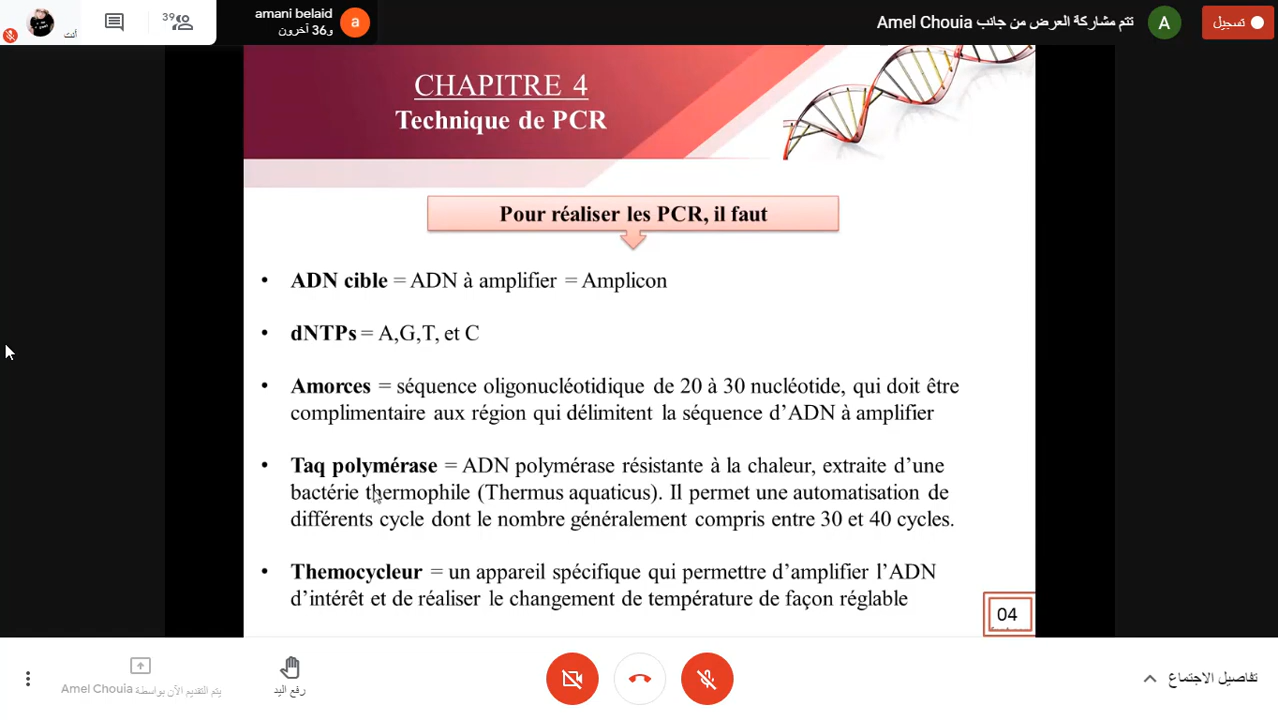 39
أنت
amani belaid
و36 آخرون
a
تتم مشاركة العرض من جانب Amel Chouia
A
تسجيل
CHAPITRE 4
Technique de PCR
Pour réaliser les PCR, il faut
• ADN cible = ADN à amplifier = Amplicon
• dNTPs = A,G,T, et C
• Amorces = séquence oligonucléotidique de 20 à 30 nucléotide, qui doit être
complimentaire aux région qui délimitent la séquence d’ADN à amplifier
• Taq polymérase = ADN polymérase résistante à la chaleur, extraite d’une
bactérie thermophile (Thermus aquaticus). Il permet une automatisation de
différents cycle dont le nombre généralement compris entre 30 et 40 cycles.
• Themocycleur = un appareil spécifique qui permettre d’amplifier l’ADN
d’intérêt et de réaliser le changement de température de façon réglable
04
يتم التقديم الآن بواسطة Amel Chouia
رفع اليد
تفاصيل الاجتماع